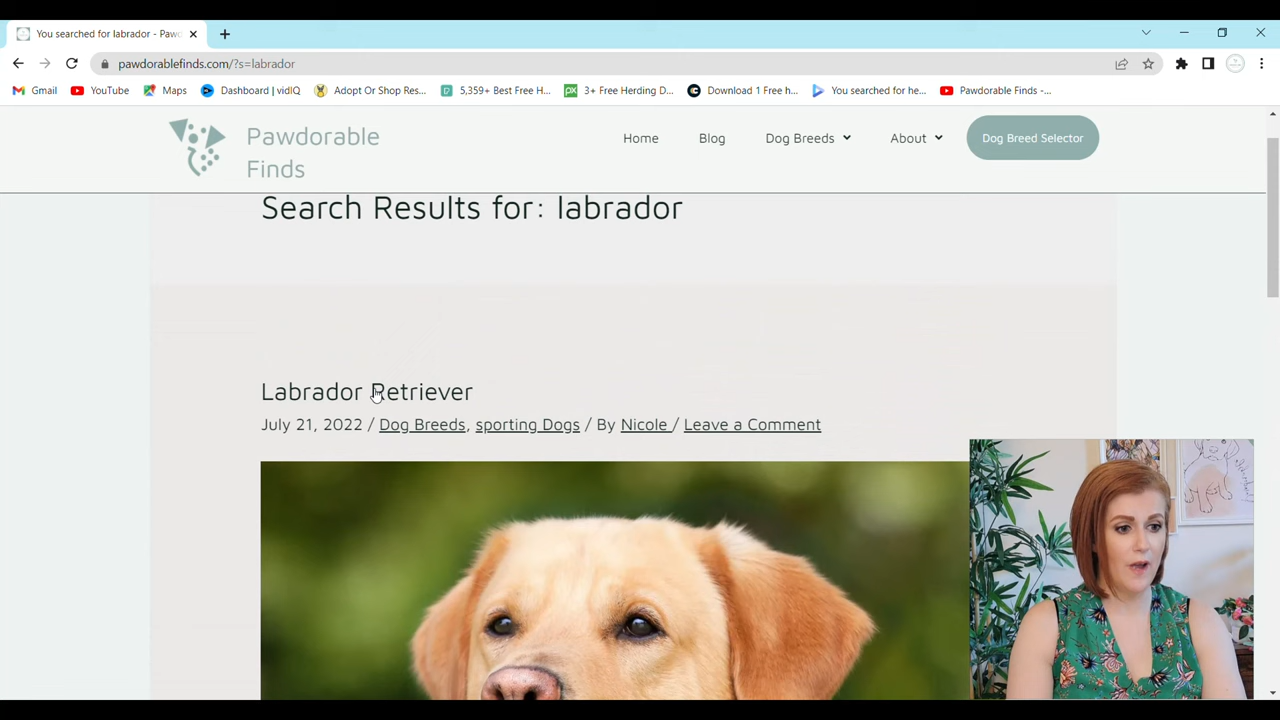 You searched for labrador - Pawd
pawdorablefinds.com/?s=labrador
Gmail YouTube Maps Dashboard | vidIQ Adopt Or Shop Res... 5,359+ Best Free H... 3+ Free Herding D... Download 1 Free h... You searched for he... Pawdorable Finds -...
Pawdorable
Finds
Home Blog Dog Breeds About Dog Breed Selector
Search Results for: labrador
Labrador Retriever
July 21, 2022 / Dog Breeds, sporting Dogs / By Nicole / Leave a Comment